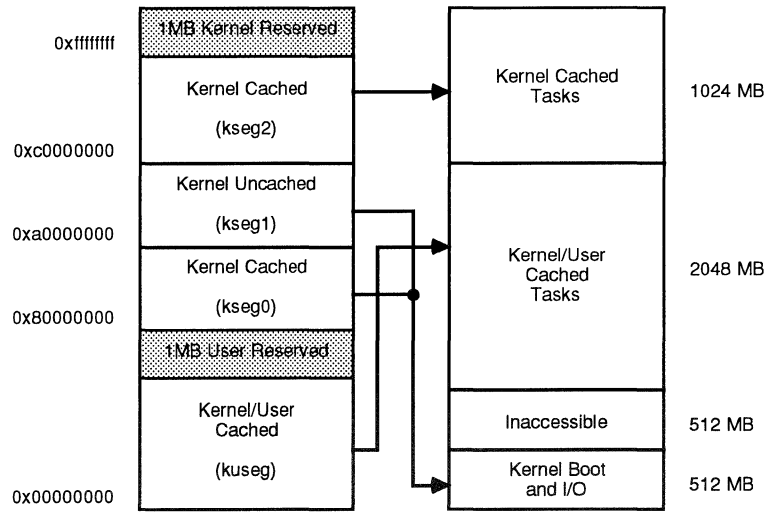 1MB Kernel Reserved
0xffffffff
Kernel Cached
(kseg2)
0xc0000000
Kernel Uncached
(kseg1)
0xa0000000
Kernel Cached
(kseg0)
0x80000000
1MB User Reserved
Kernel/User
Cached
(kuseg)
0x00000000
Kernel Cached
Tasks
1024 MB
Kernel/User
Cached
Tasks
2048 MB
Inaccessible
512 MB
Kernel Boot
and I/O
512 MB